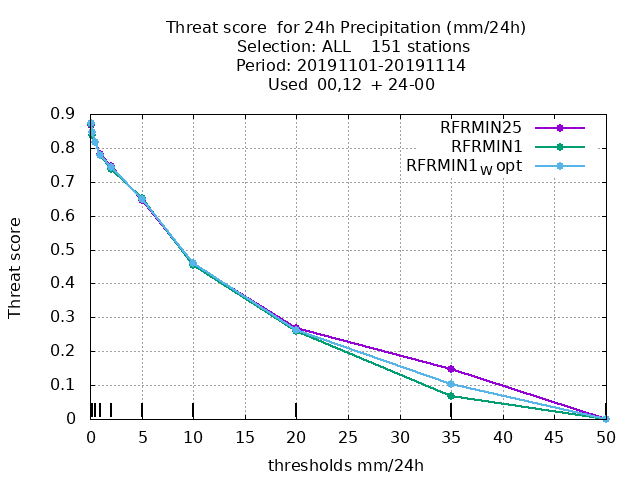 Threat score  for 24h Precipitation (mm/24h)
Selection: ALL    151 stations
Period: 20191101-20191114
Used  00,12  + 24-00
RFRMIN25
RFRMIN1
RFRMIN1W opt
Threat score
0.9
0.8
0.7
0.6
0.5
0.4
0.3
0.2
0.1
0
0 5 10 15 20 25 30 35 40 45 50
thresholds mm/24h